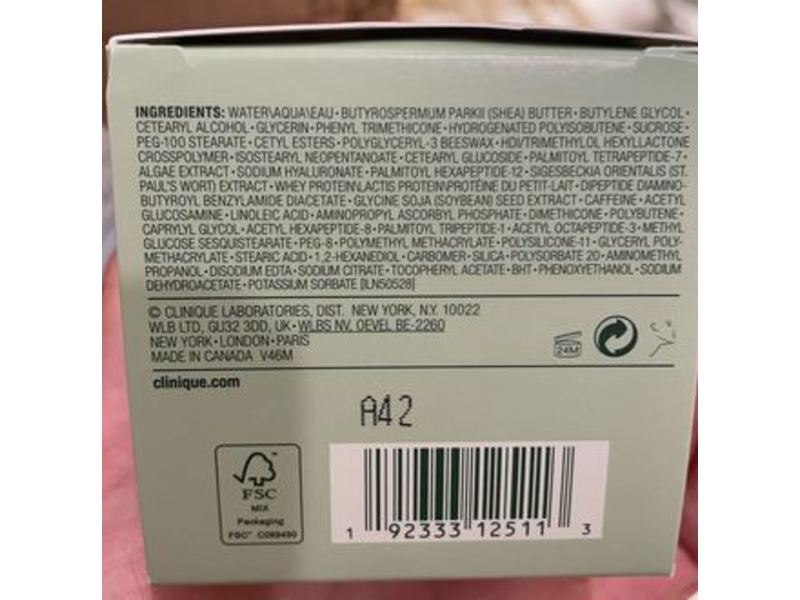 INGREDIENTS: WATER\AQUA\EAU • BUTYROSPERMUM PARKII (SHEA) BUTTER • BUTYLENE GLYCOL •
CETEARYL ALCOHOL • GLYCERIN • PHENYL TRIMETHICONE • HYDROGENATED POLYISOBUTENE • SUCROSE •
PEG-100 STEARATE • CETYL ESTERS • POLYGLYCERYL-3 BEESWAX • HDI/TRIMETHYLOL HEXYLLACTONE
CROSSPOLYMER • ISOSTEARYL NEOPENTANOATE • CETEARYL GLUCOSIDE • PALMITOYL TETRAPEPTIDE-7 •
ALGAE EXTRACT • SODIUM HYALURONATE • PALMITOYL HEXAPEPTIDE-12 • SIGESBECKIA ORIENTALIS (ST.
PAUL'S WORT) EXTRACT • WHEY PROTEIN\LACTIS PROTEIN\PROTÉINE DU PETIT-LAIT • DIPEPTIDE DIAMINO-
BUTYROYL BENZYLAMIDE DIACETATE • GLYCINE SOJA (SOYBEAN) SEED EXTRACT • CAFFEINE • ACETYL
GLUCOSAMINE • LINOLEIC ACID • AMINOPROPYL ASCORBYL PHOSPHATE • DIMETHICONE • POLYBUTENE •
CAPRYLYL GLYCOL • ACETYL HEXAPEPTIDE-8 • PALMITOYL TRIPEPTIDE-1 • ACETYL OCTAPEPTIDE-3 • METHYL
GLUCOSE SESQUISTEARATE • PEG-8 • POLYMETHYL METHACRYLATE • POLYSILICONE-11 • GLYCERYL POLY-
METHACRYLATE • STEARIC ACID • 1,2-HEXANEDIOL • CARBOMER • SILICA • POLYSORBATE 20 • AMINOMETHYL
PROPANOL • DISODIUM EDTA • SODIUM CITRATE • TOCOPHERYL ACETATE • BHT • PHENOXYETHANOL • SODIUM
DEHYDROACETATE • POTASSIUM SORBATE [ILN50528]
© CLINIQUE LABORATORIES, DIST. NEW YORK, N.Y. 10022
WLB LTD, GU32 3DD, UK • WLBS NV, OEVEL BE-2260
NEW YORK • LONDON • PARIS
MADE IN CANADA V46M
24M
clinique.com
A42
FSC
MIX
Packaging
FSC™ C089450
1 92333 12511 3